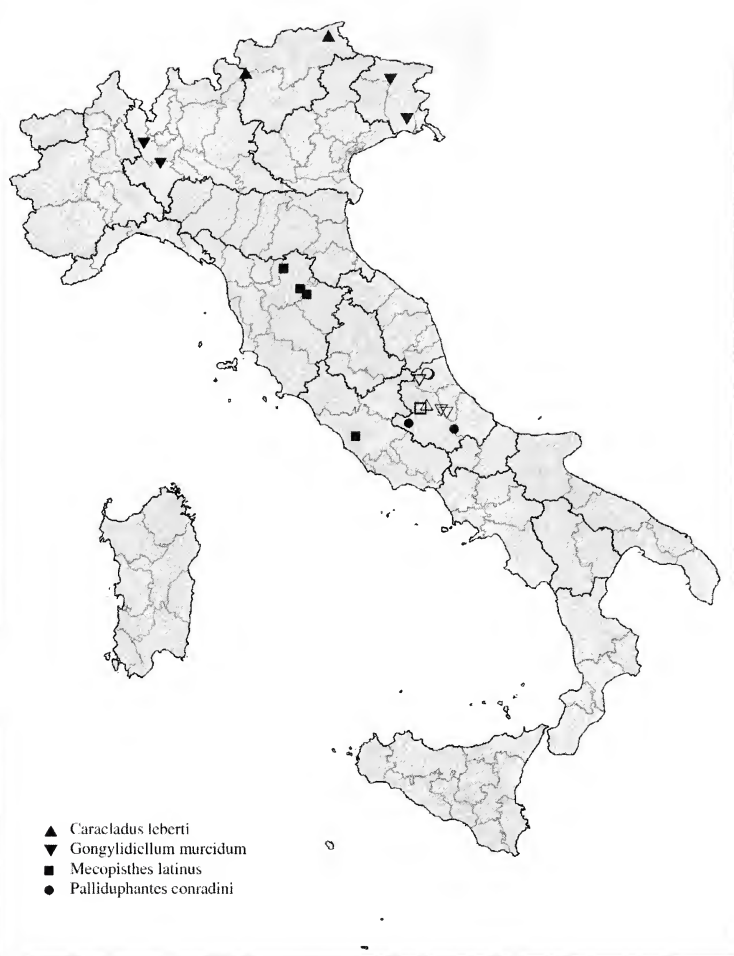 Caracladus leberti
Gongylidiellum murcidum
Mecopisthes latinus
Palliduphantes conradini